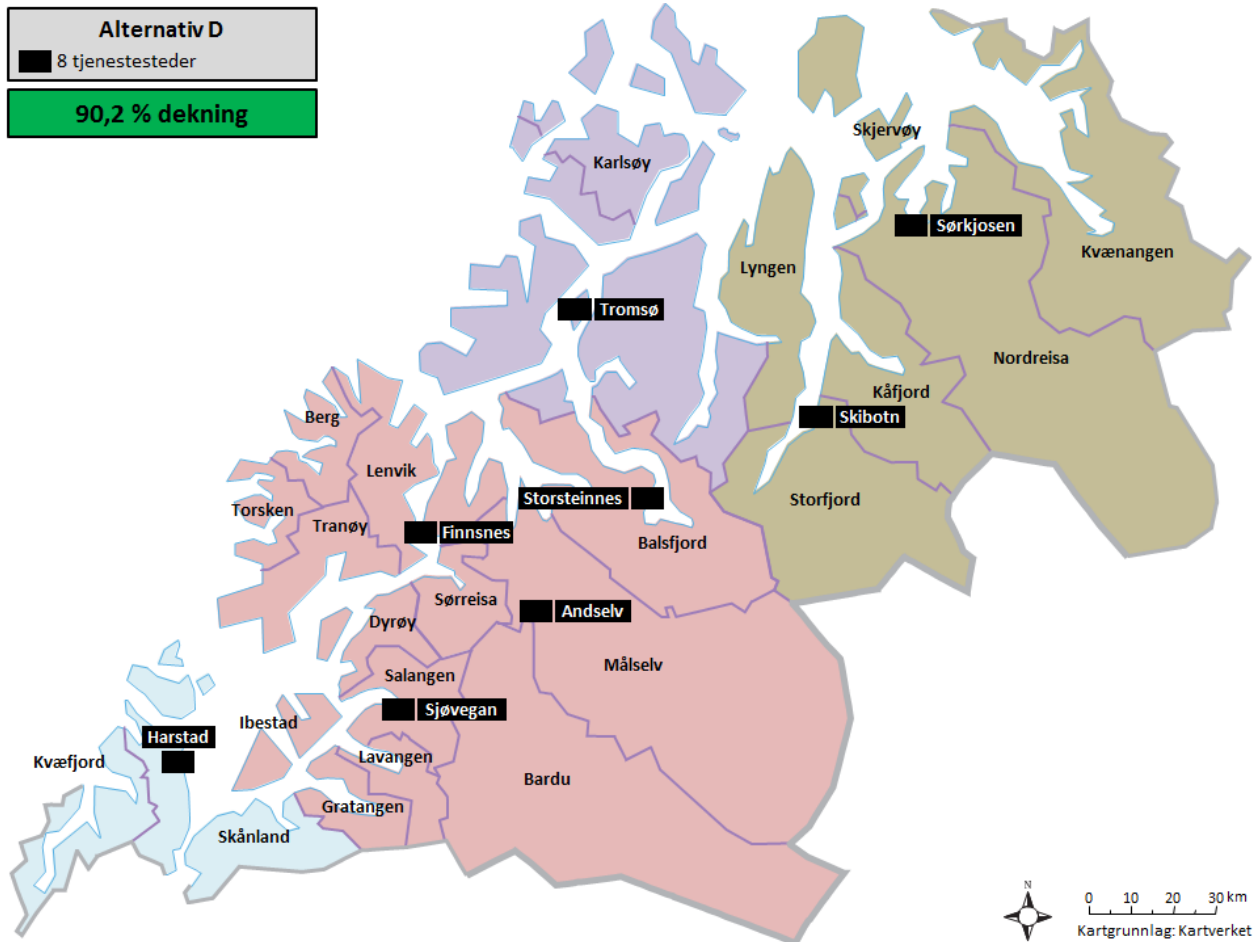 Alternativ D
8 tjenestesteder
90,2 % dekning
Skjervøy
Karlsøy
Sørkjosen
Kvænangen
Lyngen
Tromsø
Nordreisa
Kåfjord
Skibotn
Berg
Lenvik
Storsteinnes
Storfjord
Torsken
Tranøy
Finnsnes
Balsfjord
Sørreisa
Andselv
Dyrøy
Målselv
Salangen
Sjøvegan
Ibestad
Harstad
Kvæfjord
Lavangen
Bardu
Gratangen
Skånland
N
0 10 20 30 km
Kartgrunnlag: Kartverket